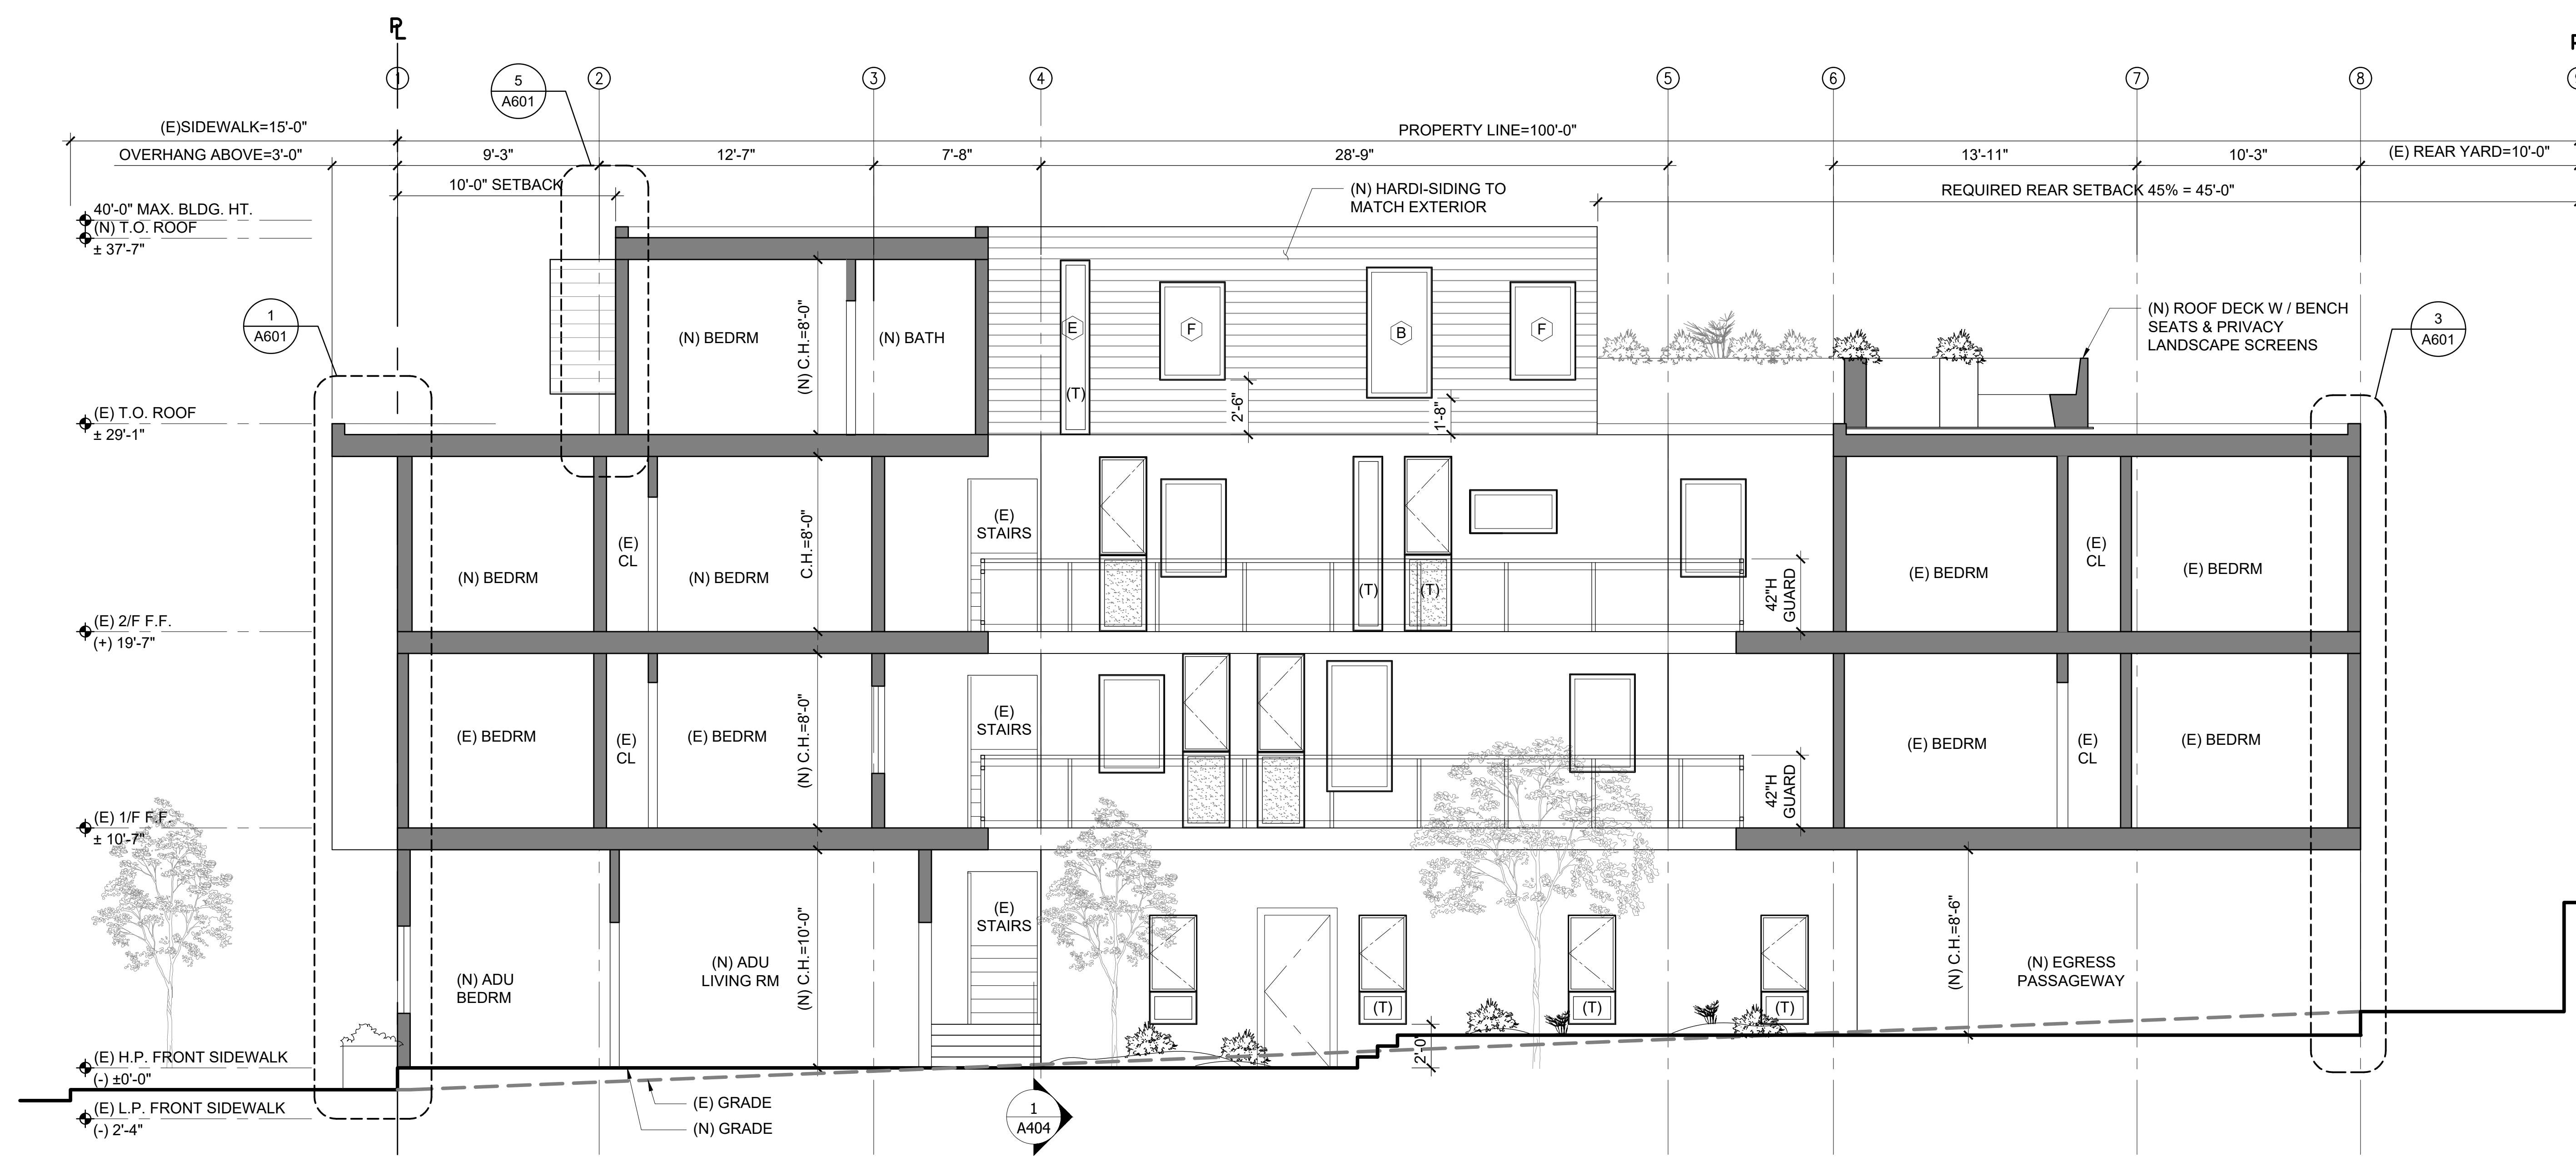 PL
P
1
2
3
4
5
6
7
8
5
A601
(E)SIDEWALK=15'-0"
PROPERTY LINE=100'-0"
OVERHANG ABOVE=3'-0"
9'-3"
12'-7"
7'-8"
28'-9"
13'-11"
10'-3"
(E) REAR YARD=10'-0"
10'-0" SETBACK
(N) HARDI-SIDING TO
MATCH EXTERIOR
REQUIRED REAR SETBACK 45% = 45'-0"
40'-0" MAX. BLDG. HT.
(N) T.O. ROOF
± 37'-7"
1
A601
(N) BEDRM
(N) C.H.=8'-0"
(N) BATH
E
(T)
F
B
F
2'-6"
1'-8"
(N) ROOF DECK W / BENCH
SEATS & PRIVACY
LANDSCAPE SCREENS
3
A601
(E) T.O. ROOF
± 29'-1"
(N) BEDRM
(E)
CL
(N) BEDRM
C.H.=8'-0"
(E)
STAIRS
(T)
(T)
42"H
GUARD
(E) BEDRM
(E)
CL
(E) BEDRM
(E) 2/F F.F.
(+) 19'-7"
(E) BEDRM
(E)
CL
(E) BEDRM
(N) C.H.=8'-0"
(E)
STAIRS
42"H
GUARD
(E) BEDRM
(E)
CL
(E) BEDRM
(E) 1/F F.F.
± 10'-7"
(N) ADU
BEDRM
(N) ADU
LIVING RM
(N) C.H.=10'-0"
(E)
STAIRS
(T)
(T)
(T)
(N) C.H.=8'-6"
(N) EGRESS
PASSAGEWAY
2'-0"
(E) H.P. FRONT SIDEWALK
(-) ±0'-0"
(E) L.P. FRONT SIDEWALK
(-) 2'-4"
(E) GRADE
(N) GRADE
1
A404